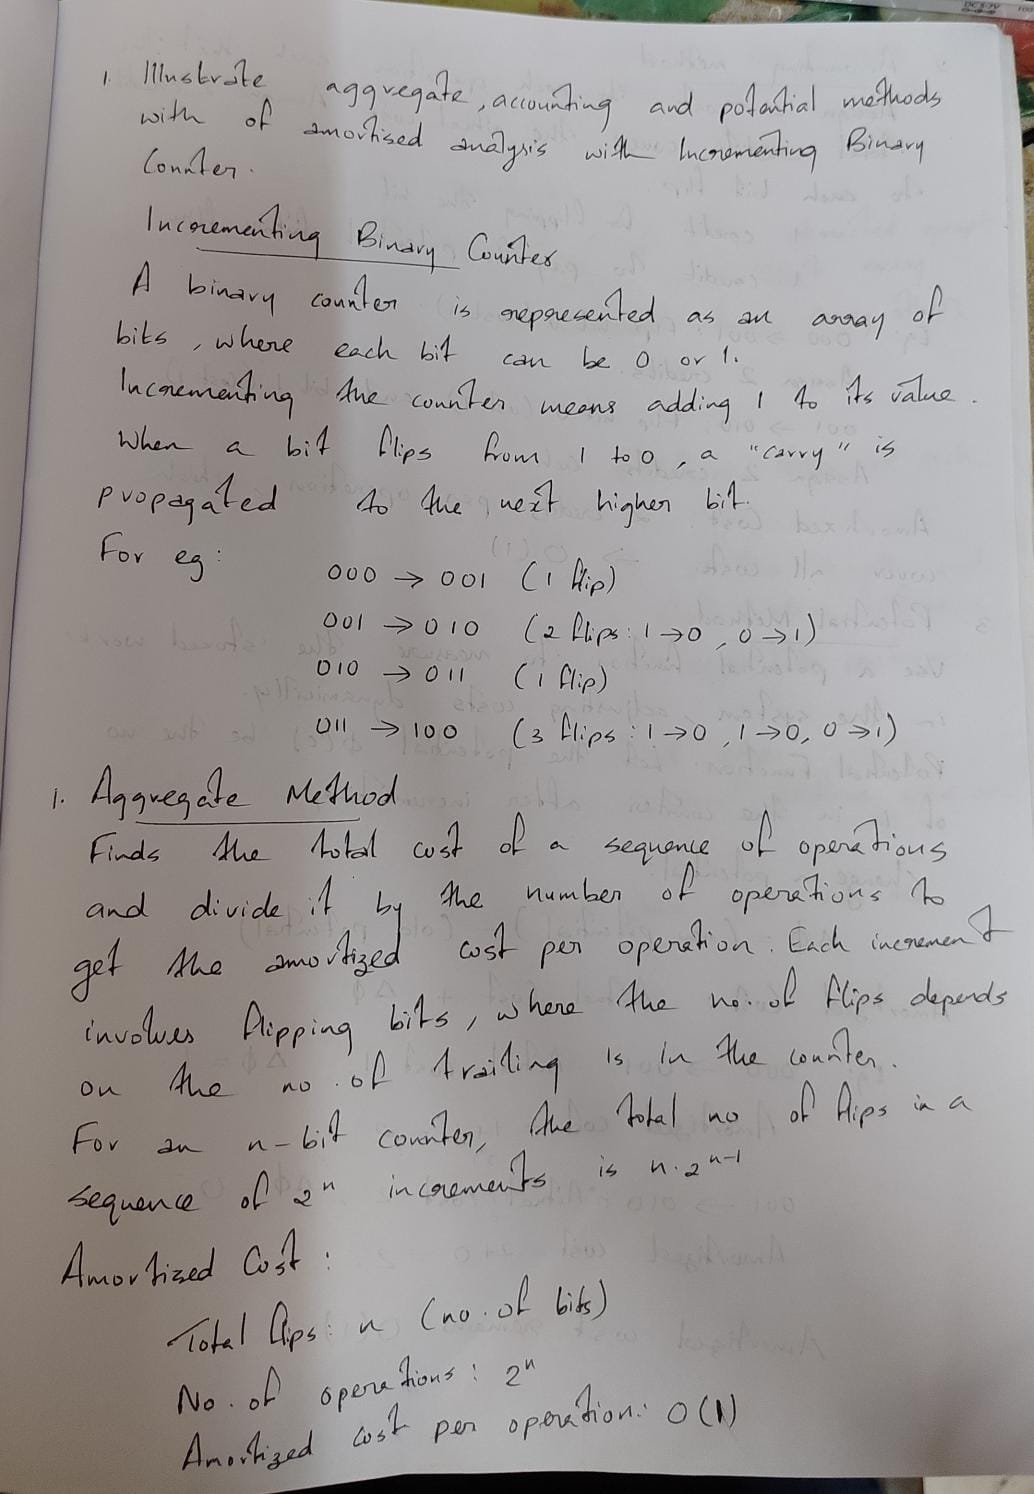 1. Illustrate aggregate, accounting and potential methods
with of amortised analysis with Incrementing Binary
Counter.
Incrementing Binary Counter
A binary counter is represented as an array of
bits, where each bit can be 0 or 1.
Incrementing the counter means adding 1 to its value.
When a bit flips from 1 to 0, a "carry" is
propagated to the next higher bit.
For eg:
000 → 001 (1 flip)
001 → 010 (2 flips: 1→0, 0→1)
010 → 011 (1 flip)
011 → 100 (3 flips: 1→0, 1→0, 0→1)
1. Aggregate Method
Finds the total cost of a sequence of operations
and divide it by the number of operations to
get the amortized cost per operation. Each increment
involves flipping bits, where the no. of flips depends
on the no. of trailing 1s in the counter.
For an n-bit counter, the total no of flips in a
sequence of 2ⁿ increments is n.2ⁿ⁻¹
Amortized Cost:
Total flips: n (no. of bits)
No. of operations: 2ⁿ
Amortized cost per operation: O(1)